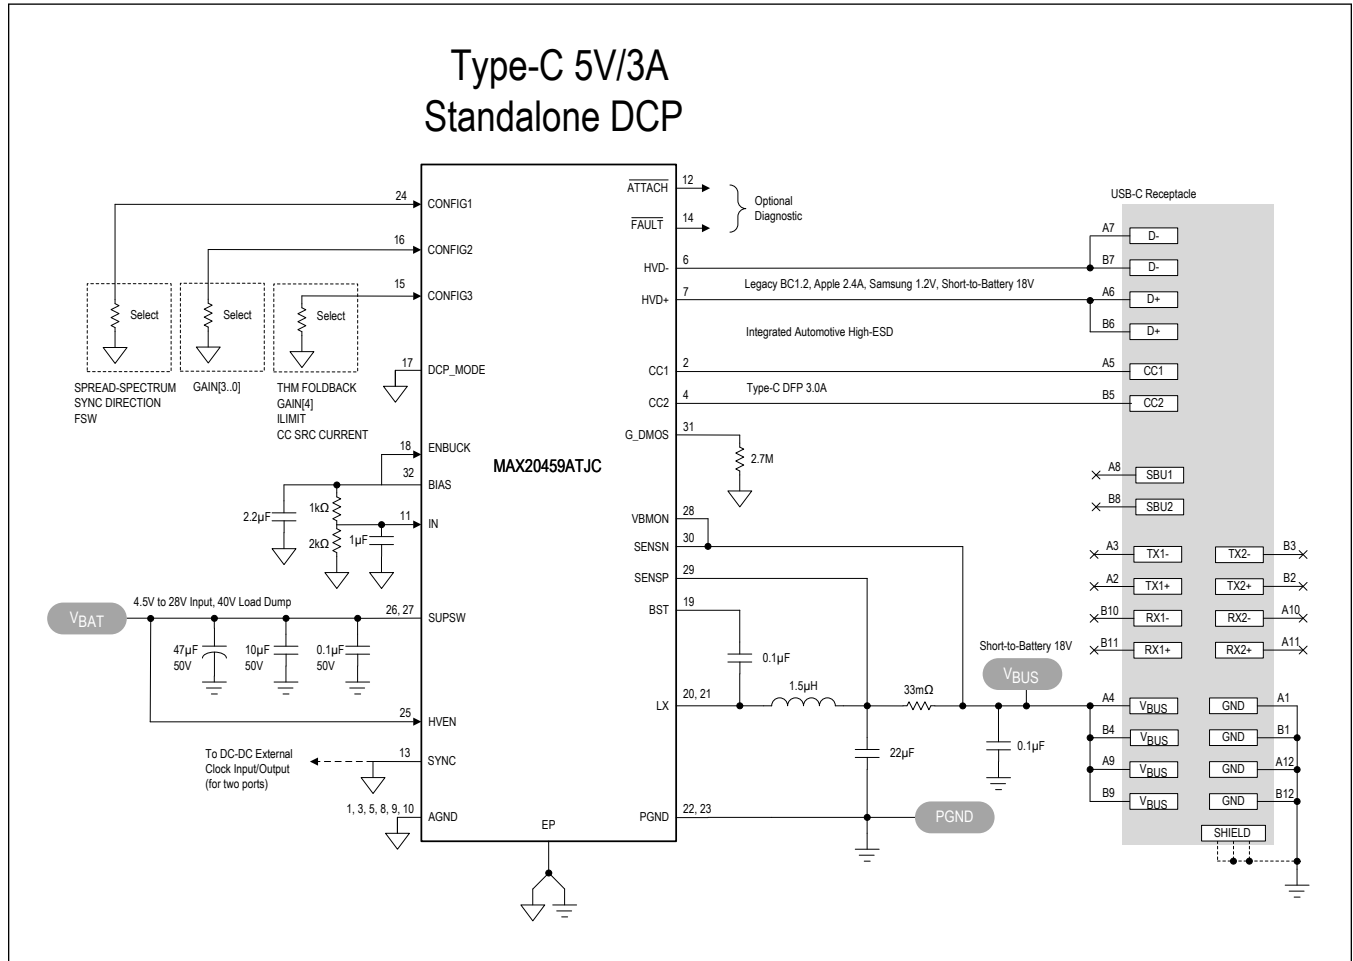 Type-C 5V/3A
Standalone DCP
24
CONFIG1
16
CONFIG2
15
CONFIG3
Select
Select
Select
SPREAD-SPECTRUM
SYNC DIRECTION
FSW
GAIN[3..0]
THM FOLDBACK
GAIN[4]
ILIMIT
CC SRC CURRENT
17
DCP_MODE
18
ENBUCK
32
BIAS
2.2µF
1kΩ
2kΩ
1µF
11
IN
VBAT
4.5V to 28V Input, 40V Load Dump
26, 27
SUPSW
47µF
50V
10µF
50V
0.1µF
50V
25
HVEN
To DC-DC External
Clock Input/Output
(for two ports)
13
SYNC
1, 3, 5, 8, 9, 10
AGND
MAX20459ATJC
EP
ATTACH
12
FAULT
14
Optional
Diagnostic
HVD-
6
HVD+
7
Legacy BC1.2, Apple 2.4A, Samsung 1.2V, Short-to-Battery 18V
Integrated Automotive High-ESD
CC1
2
CC2
4
Type-C DFP 3.0A
G_DMOS
31
2.7M
VBMON
28
SENSN
30
SENSP
29
BST
19
0.1µF
LX
20, 21
1.5µH
33mΩ
22µF
0.1µF
Short-to-Battery 18V
VBUS
PGND
22, 23
PGND
USB-C Receptacle
A7
D-
B7
D-
A6
D+
B6
D+
A5
CC1
B5
CC2
A8
SBU1
B8
SBU2
A3
TX1-
TX2-
B3
A2
TX1+
TX2+
B2
B10
RX1-
RX2-
A10
B11
RX1+
RX2+
A11
A4
VBUS
GND
A1
B4
VBUS
GND
B1
A9
VBUS
GND
A12
B9
VBUS
GND
B12
SHIELD